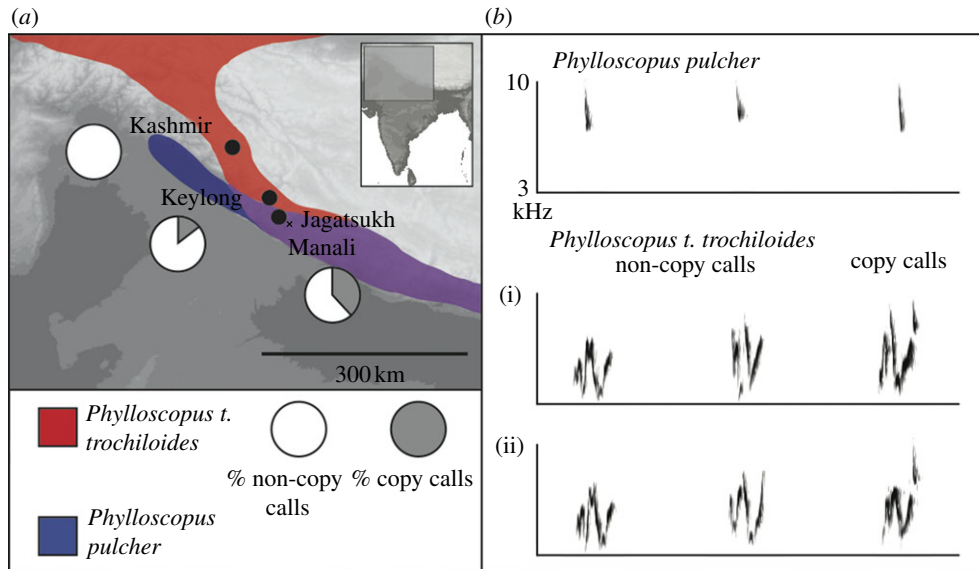 (a)
Kashmir
Keylong
Jagatsukh
Manali
300 km
Phylloscopus t.
trochiloides
% non-copy
calls
% copy calls
Phylloscopus
pulcher
(b)
Phylloscopus pulcher
10
3
kHz
Phylloscopus t. trochiloides
non-copy calls
copy calls
(i)
(ii)